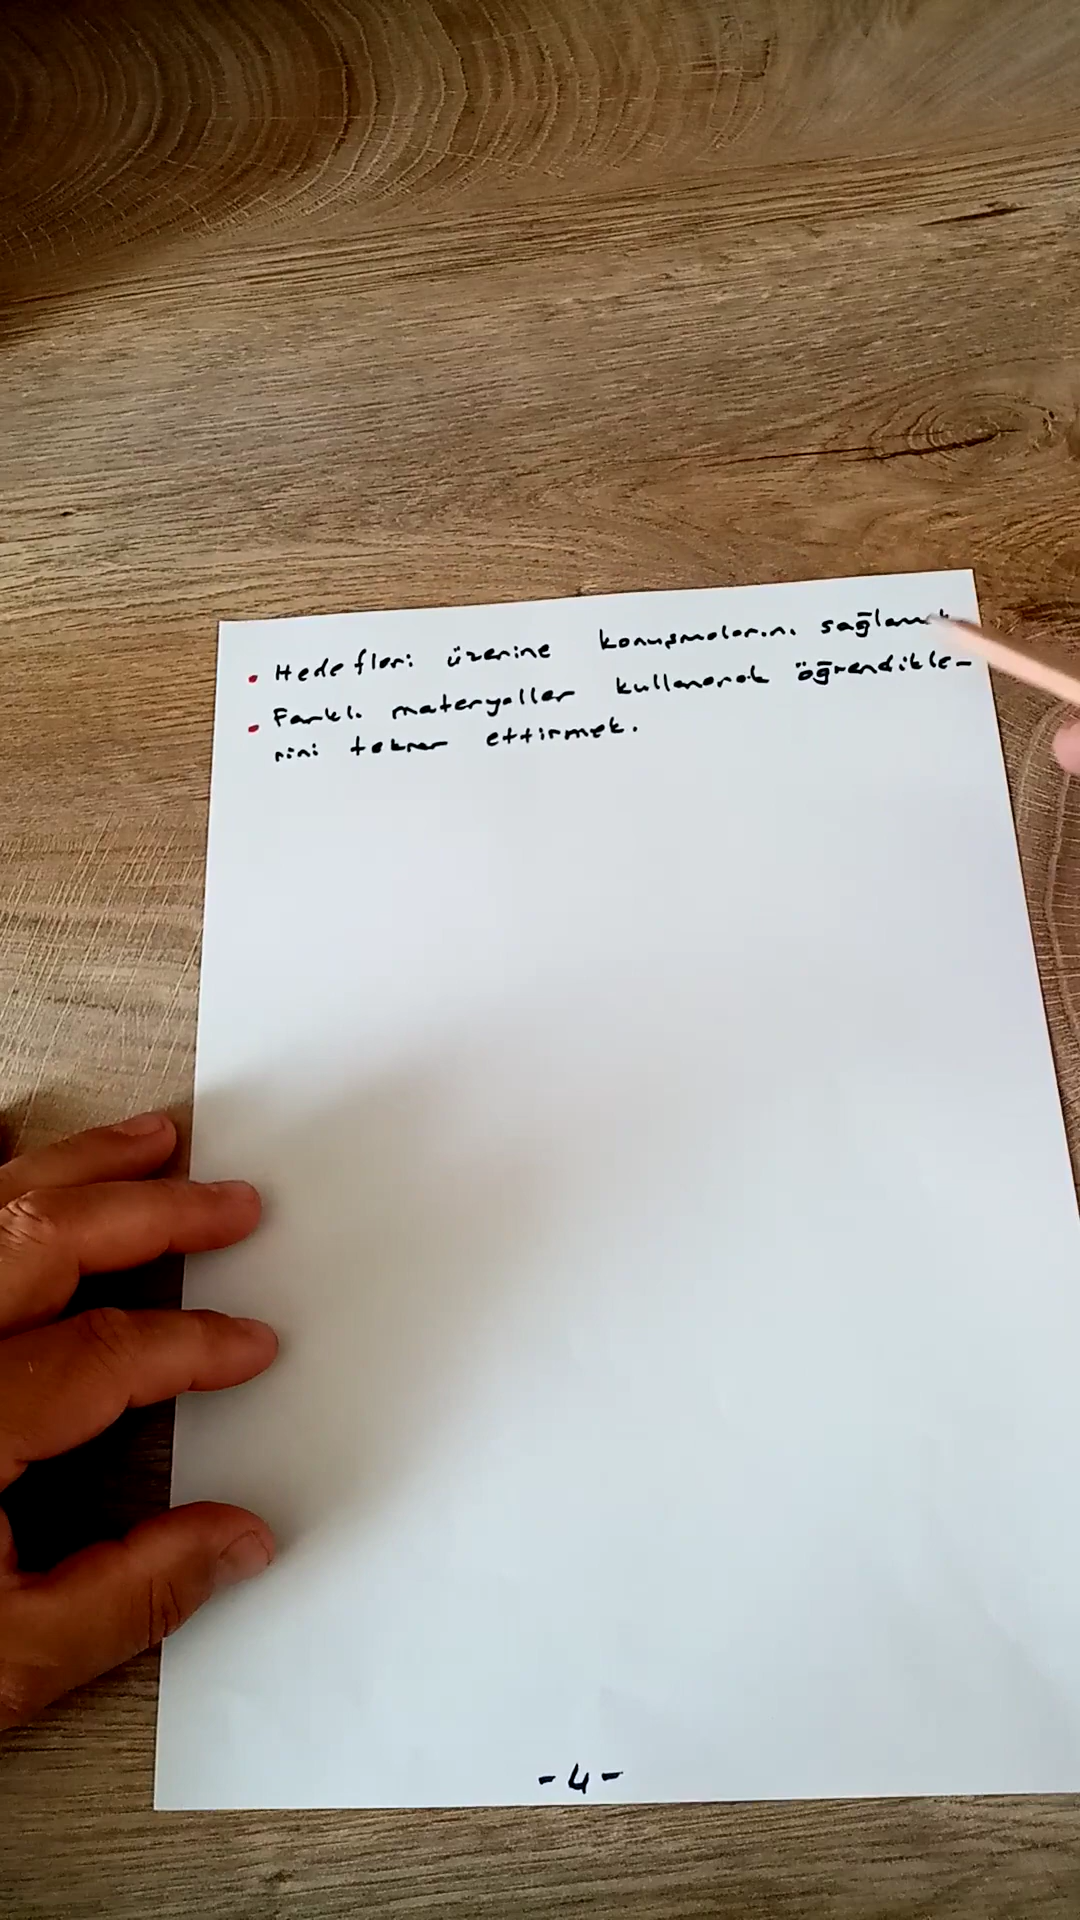 • Hedefleri üzerine konuşmalarını sağlamak
• Farklı materyaller kullanarak öğrendikle-
rini tekrar ettirmek.
- 4 -